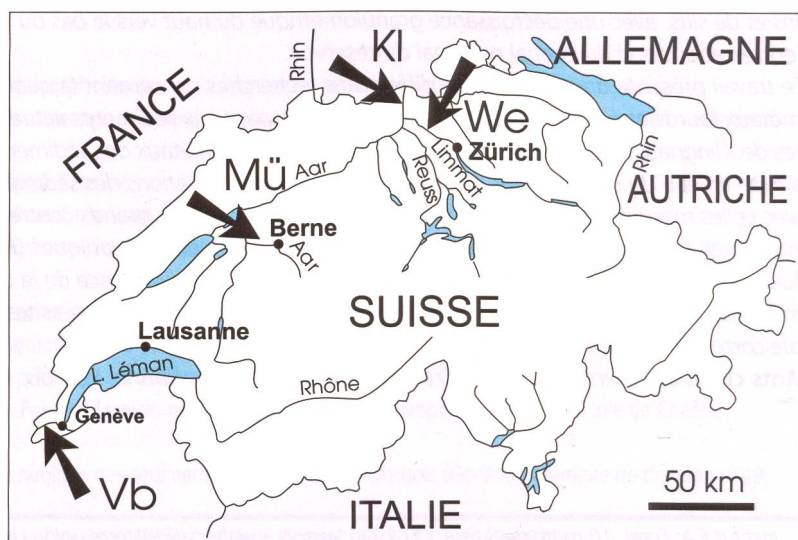 Kl
Rhin
ALLEMAGNE
FRANCE
We
Zürich
Limmat
Reuss
Rhin
Aar
Mü
AUTRICHE
Berne
Aar
SUISSE
Lausanne
L. Léman
Rhône
Genève
Vb
ITALIE
50 km